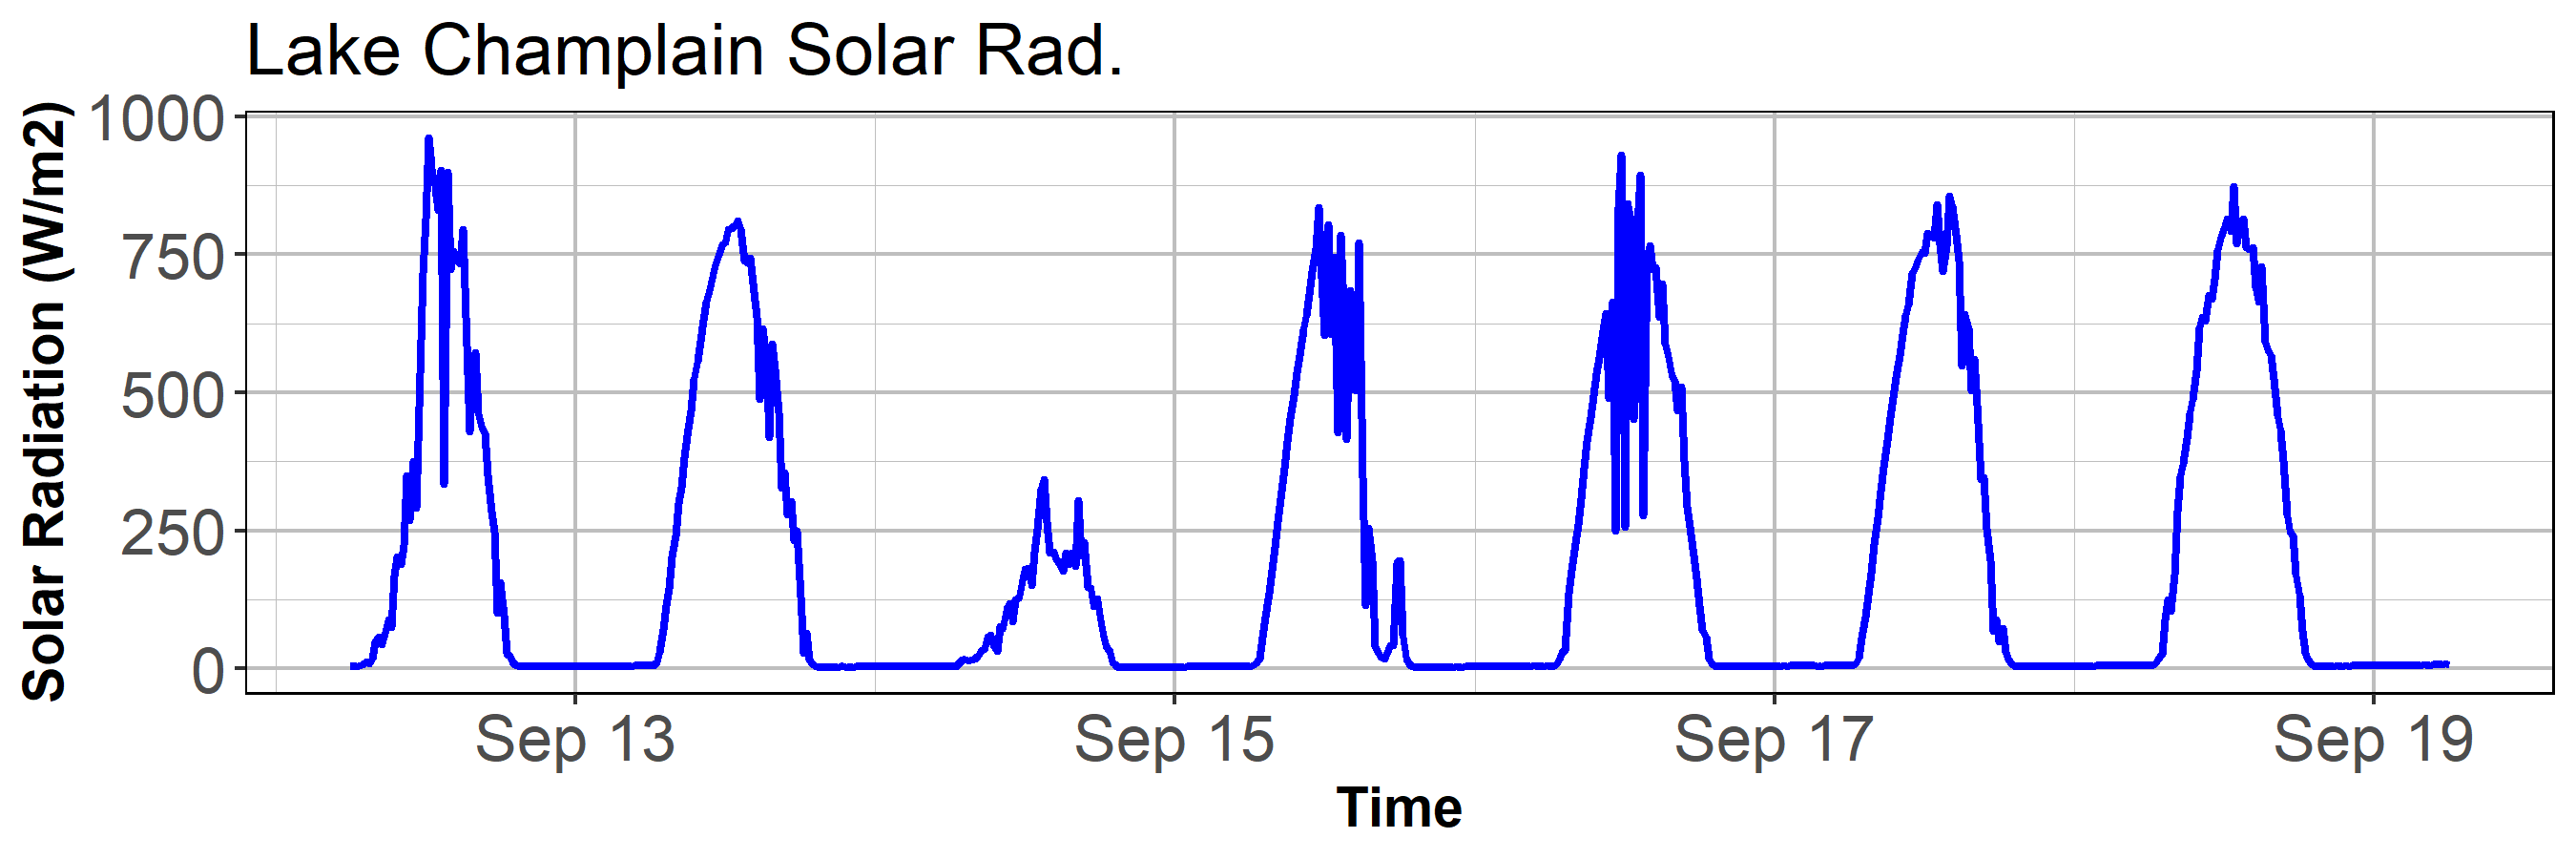 Lake Champlain Solar Rad.
Solar Radiation (W/m2)
1000
750
500
250
0
Sep 13 Sep 15 Sep 17 Sep 19
Time